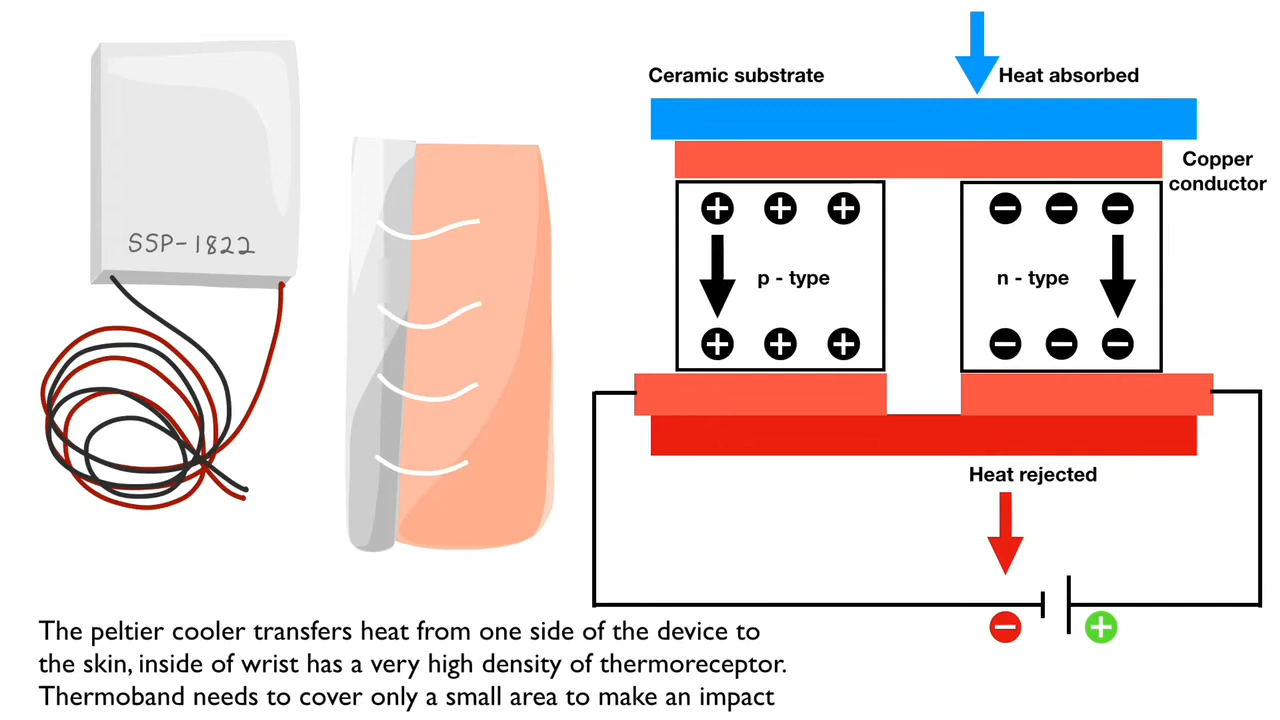 SSP-1822
Ceramic substrate
Heat absorbed
Copper
conductor
p - type
n - type
Heat rejected
The peltier cooler transfers heat from one side of the device to
the skin, inside of wrist has a very high density of thermoreceptor.
Thermoband needs to cover only a small area to make an impact